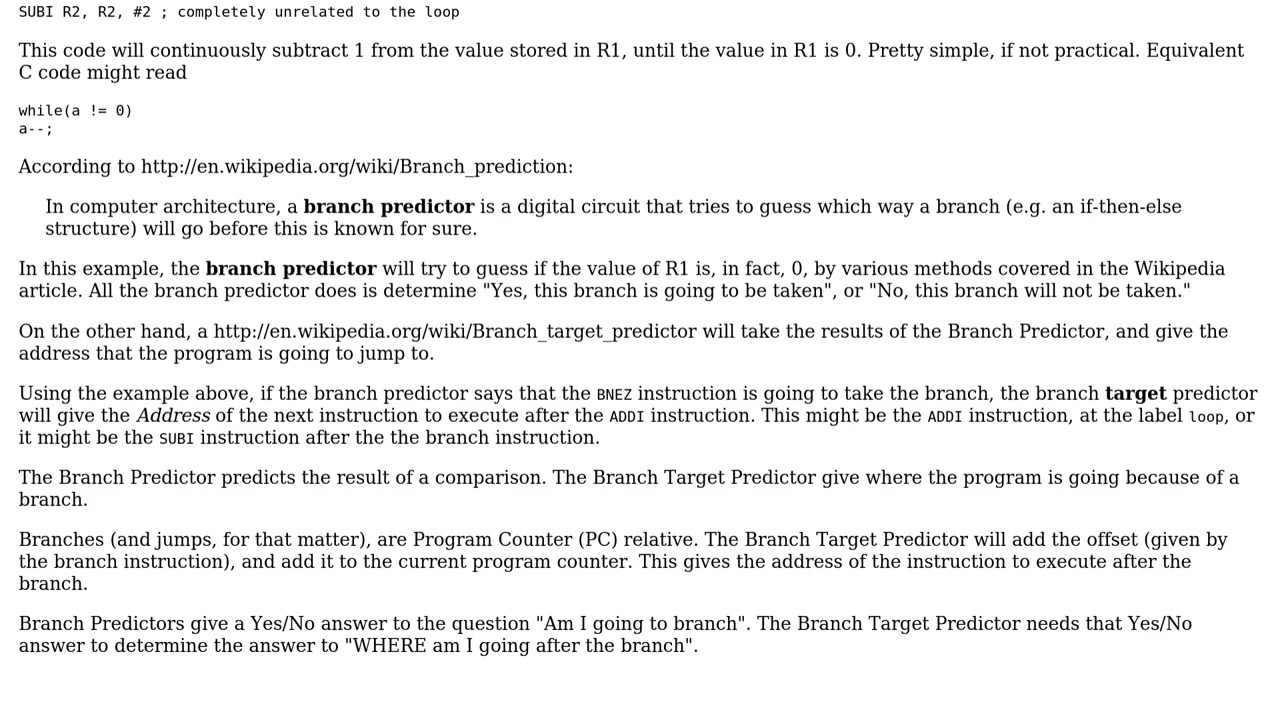 SUBI R2, R2, #2 ; completely unrelated to the loop
This code will continuously subtract 1 from the value stored in R1, until the value in R1 is 0. Pretty simple, if not practical. Equivalent
C code might read
while(a != 0)
a--;
According to http://en.wikipedia.org/wiki/Branch_prediction:
In computer architecture, a branch predictor is a digital circuit that tries to guess which way a branch (e.g. an if-then-else
structure) will go before this is known for sure.
In this example, the branch predictor will try to guess if the value of R1 is, in fact, 0, by various methods covered in the Wikipedia
article. All the branch predictor does is determine "Yes, this branch is going to be taken", or "No, this branch will not be taken."
On the other hand, a http://en.wikipedia.org/wiki/Branch_target_predictor will take the results of the Branch Predictor, and give the
address that the program is going to jump to.
Using the example above, if the branch predictor says that the BNEZ instruction is going to take the branch, the branch target predictor
will give the Address of the next instruction to execute after the ADDI instruction. This might be the ADDI instruction, at the label loop, or
it might be the SUBI instruction after the the branch instruction.
The Branch Predictor predicts the result of a comparison. The Branch Target Predictor give where the program is going because of a
branch.
Branches (and jumps, for that matter), are Program Counter (PC) relative. The Branch Target Predictor will add the offset (given by
the branch instruction), and add it to the current program counter. This gives the address of the instruction to execute after the
branch.
Branch Predictors give a Yes/No answer to the question "Am I going to branch". The Branch Target Predictor needs that Yes/No
answer to determine the answer to "WHERE am I going after the branch".